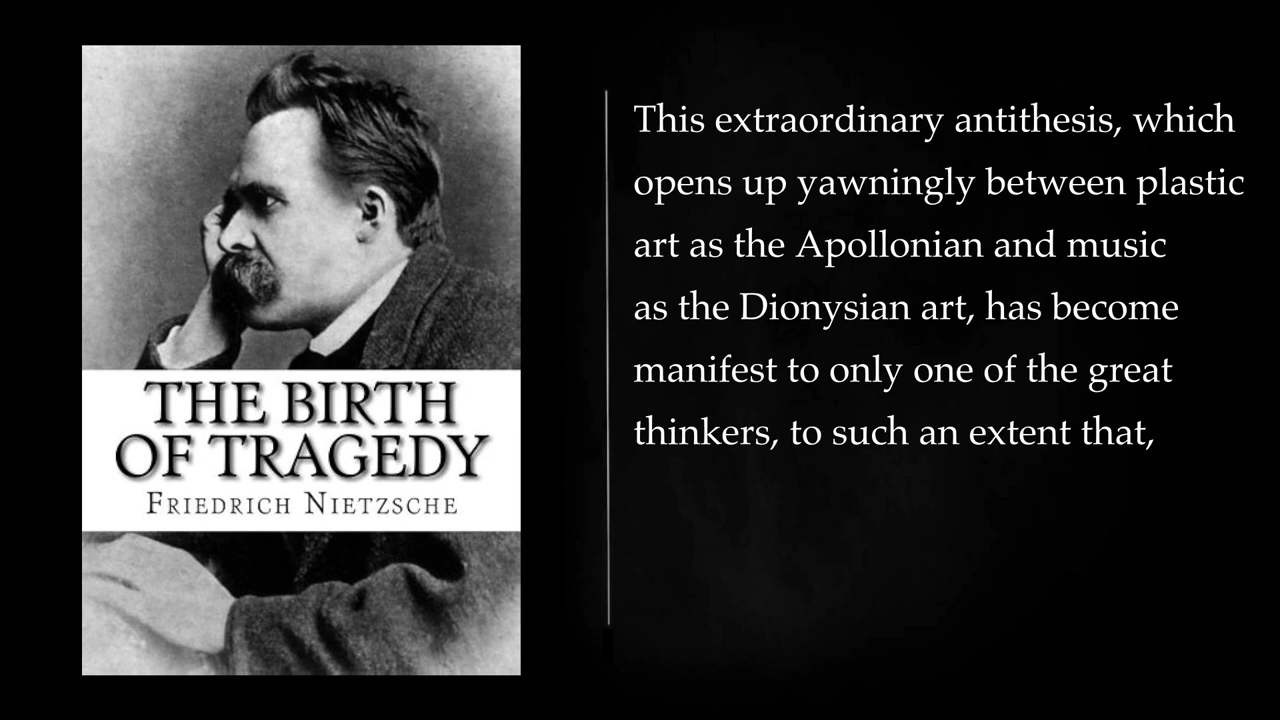 THE BIRTH
OF TRAGEDY
FRIEDRICH NIETZSCHE
This extraordinary antithesis, which
opens up yawningly between plastic
art as the Apollonian and music
as the Dionysian art, has become
manifest to only one of the great
thinkers, to such an extent that,